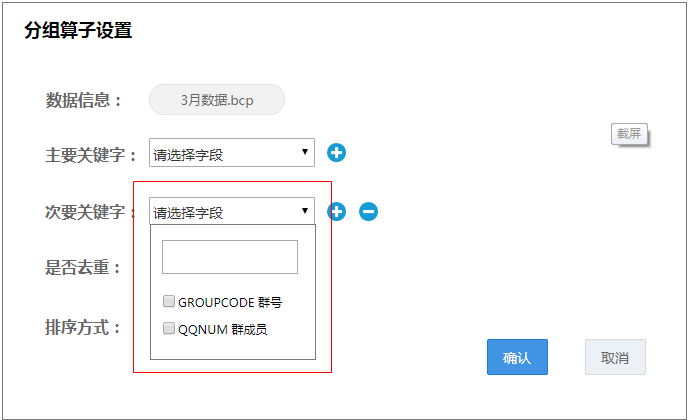 分组算子设置
数据信息：
3月数据.bcp
截屏
主要关键字：
请选择字段
次要关键字：
请选择字段
是否去重：
GROUPCODE 群号
QQNUM 群成员
排序方式：
确认
取消